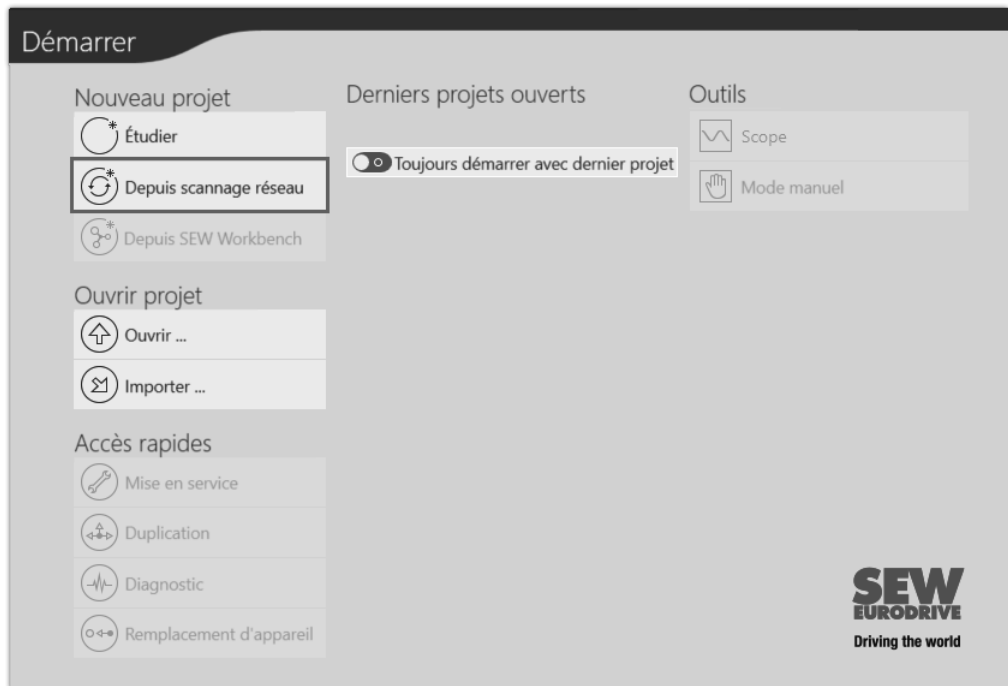 Démarrer
Nouveau projet
Étudier
Depuis scannage réseau
Depuis SEW Workbench
Ouvrir projet
Ouvrir ...
Importer ...
Accès rapides
Mise en service
Duplication
Diagnostic
Remplacement d'appareil
Derniers projets ouverts
Toujours démarrer avec dernier projet
Outils
Scope
Mode manuel
SEW
EURODRIVE
Driving the world